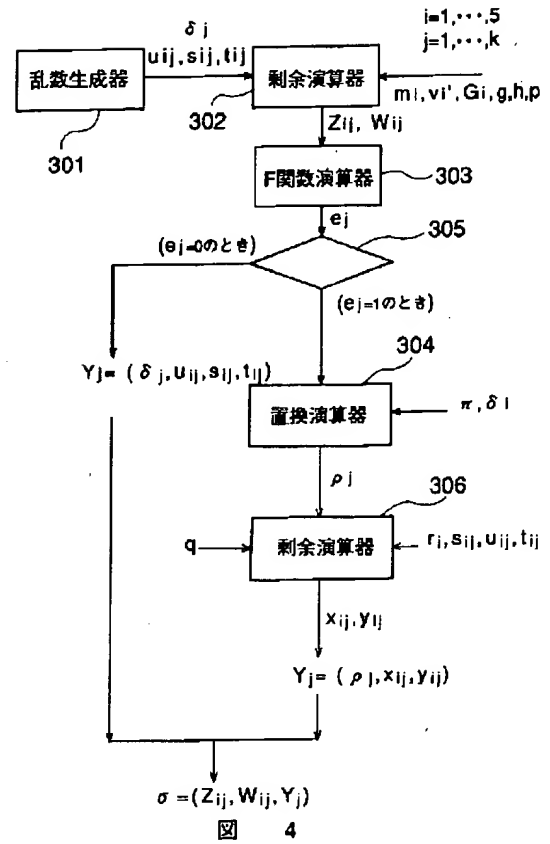 i=1,･･･,5
j=1,･･･,k
δj
uij,sij,tij
乱数生成器
301
剰余演算器
302
mi,vi',Gi,g,h,p
Zij, Wij
F関数演算器
303
ej
305
(ej=0のとき)
(ej=1のとき)
304
Yj= (δj,uij,sij,tij)
置換演算器
π,δl
ρj
306
q
剰余演算器
ri,sij,uij,tij
xij,yij
Yj= (ρj,xij,yij)
σ=(Zij,Wij,Yj)
図 4